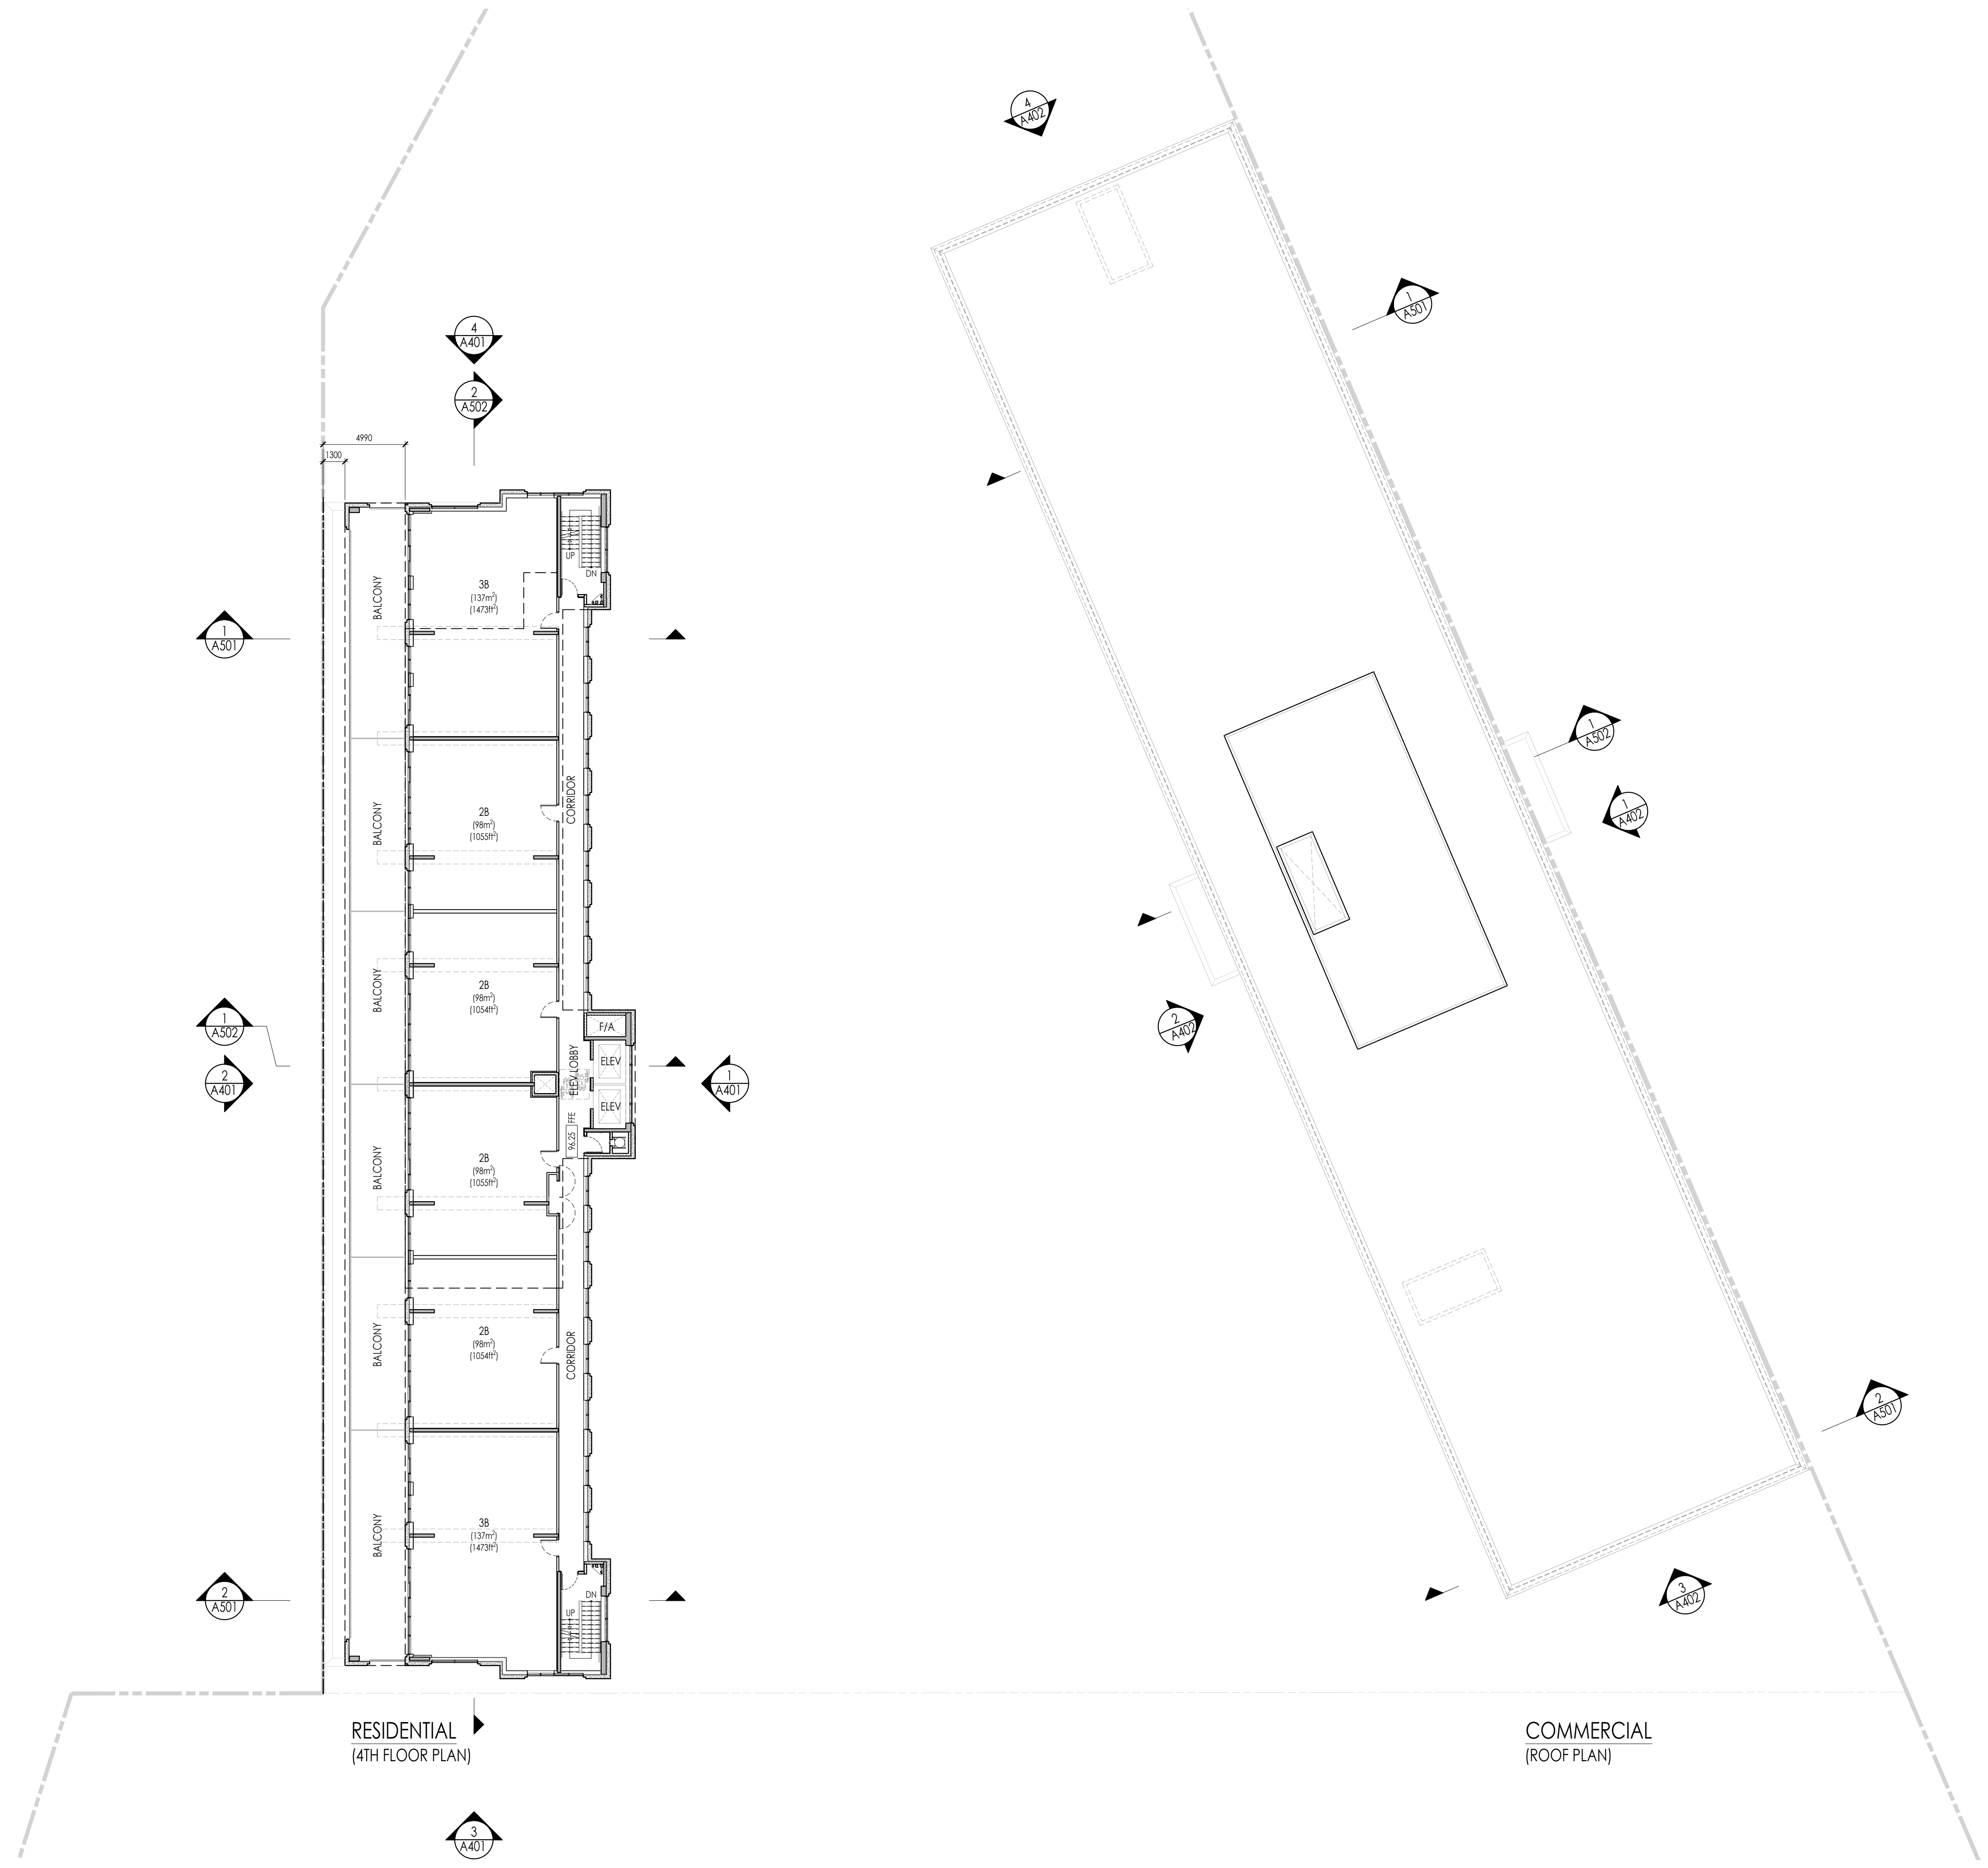 4
A402
1
A501
4
A401
2
A502
4990
1300
UP
DN
3B
(137m²)
(1473ft²)
BALCONY
1
A501
1
A502
1
A402
CORRIDOR
2B
(98m²)
(1055ft²)
BALCONY
2B
(98m²)
(1054ft²)
BALCONY
1
A502
F/A
ELEV
ELEV LOBBY
ELEV
2
A402
2
A401
1
A401
96.25
FFE
2B
(98m²)
(1055ft²)
BALCONY
2B
(98m²)
(1054ft²)
BALCONY
CORRIDOR
2
A501
3B
(137m²)
(1473ft²)
BALCONY
2
A501
DN
UP
3
A402
RESIDENTIAL
(4TH FLOOR PLAN)
COMMERCIAL
(ROOF PLAN)
3
A401